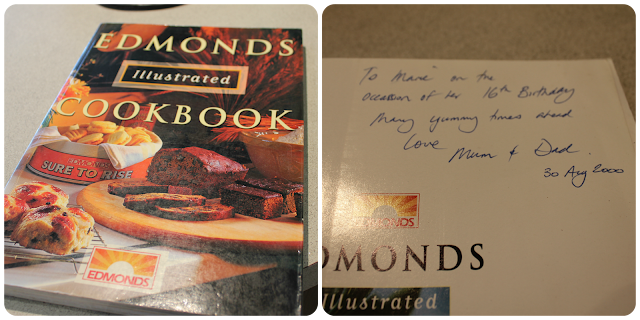 EDMONDS
Illustrated
COOKBOOK
SURE TO RISE
EDMONDS
To Marie on the
occasion of her 16th Birthday
Many yummy times ahead
Love Mum & Dad.
30 Aug 2000
EDMONDS
DMONDS
Illustrated